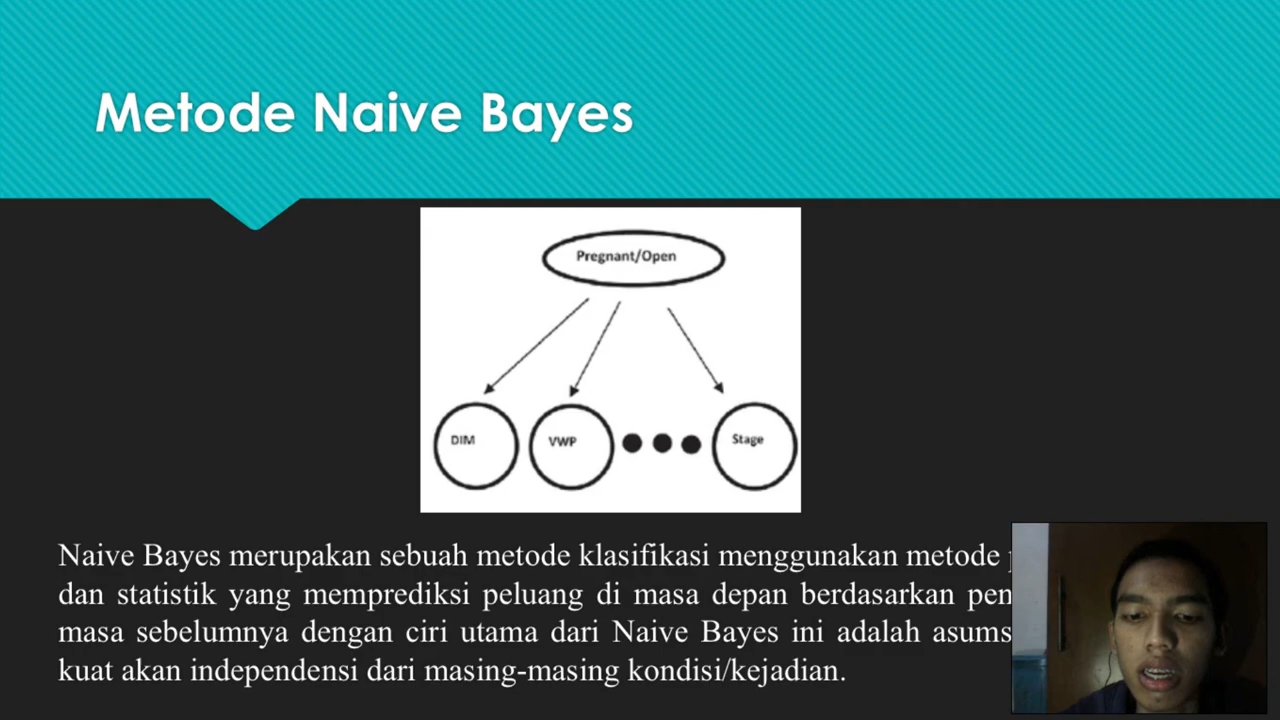 Metode Naive Bayes
Pregnant/Open
DIM VWP Stage
Naive Bayes merupakan sebuah metode klasifikasi menggunakan metode
dan statistik yang memprediksi peluang di masa depan berdasarkan
masa sebelumnya dengan ciri utama dari Naive Bayes ini adalah
kuat akan independensi dari masing-masing kondisi/kejadian.